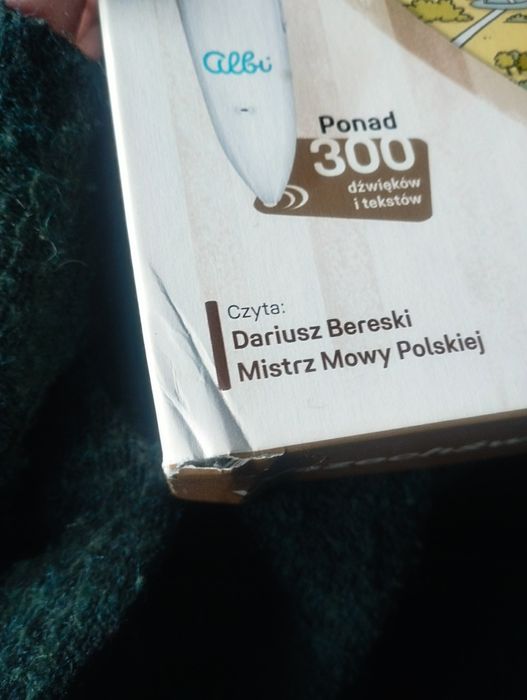 albi
Ponad
300
dźwięków
i tekstów
Czyta:
Dariusz Bereski
Mistrz Mowy Polskiej